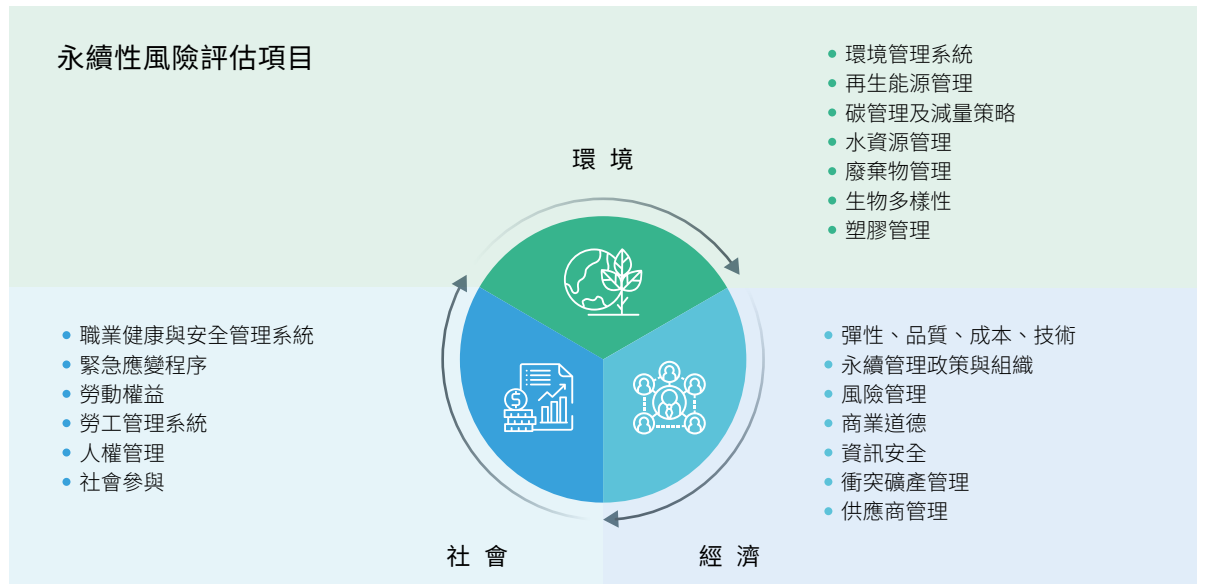 永續性風險評估項目
環境
• 環境管理系統
• 再生能源管理
• 碳管理及減量策略
• 水資源管理
• 廢棄物管理
• 生物多樣性
• 塑膠管理
• 職業健康與安全管理系統
• 緊急應變程序
• 勞動權益
• 勞工管理系統
• 人權管理
• 社會參與
社會
• 彈性、品質、成本、技術
• 永續管理政策與組織
• 風險管理
• 商業道德
• 資訊安全
• 衝突礦產管理
• 供應商管理
經濟